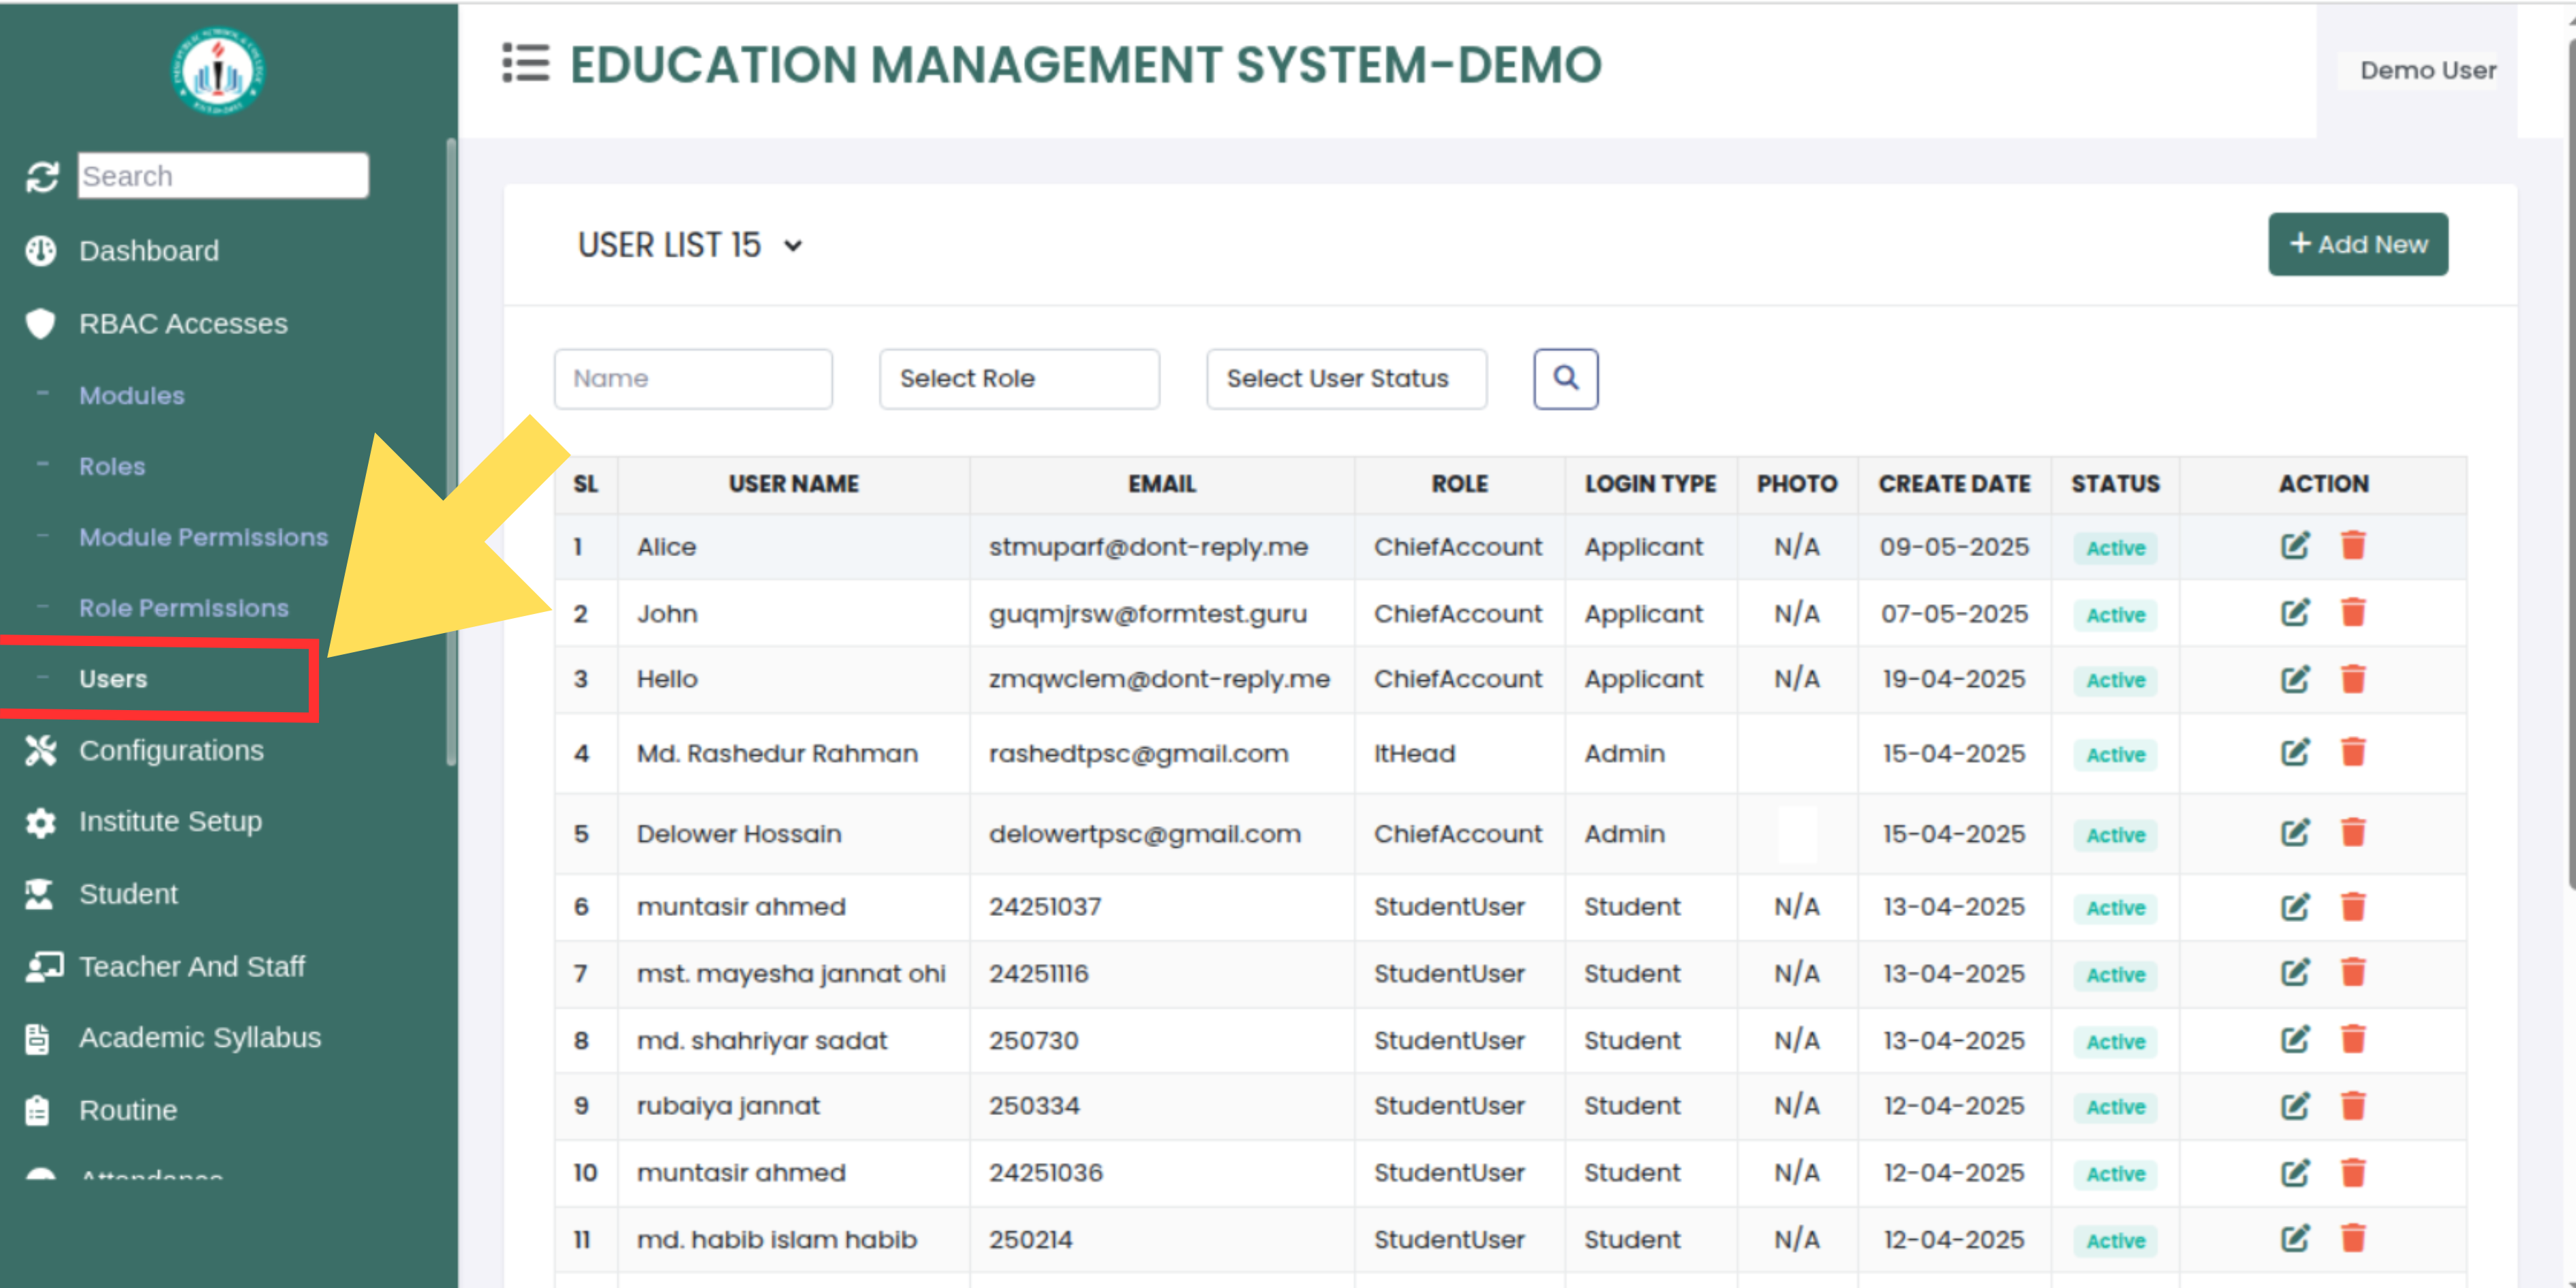 EDUCATION MANAGEMENT SYSTEM-DEMO
Demo User
Search
Dashboard
RBAC Accesses
- Modules
- Roles
- Module Permissions
- Role Permissions
- Users
Configurations
Institute Setup
Student
Teacher And Staff
Academic Syllabus
Routine
Attendance
USER LIST 15
+ Add New
Name Select Role Select User Status
SL USER NAME EMAIL ROLE LOGIN TYPE PHOTO CREATE DATE STATUS ACTION
1 Alice stmuparf@dont-reply.me ChiefAccount Applicant N/A 09-05-2025 Active
2 John guqmjrsw@formtest.guru ChiefAccount Applicant N/A 07-05-2025 Active
3 Hello zmqwclem@dont-reply.me ChiefAccount Applicant N/A 19-04-2025 Active
4 Md. Rashedur Rahman rashedtpsc@gmail.com ItHead Admin 15-04-2025 Active
5 Delower Hossain delowertpsc@gmail.com ChiefAccount Admin 15-04-2025 Active
6 muntasir ahmed 24251037 StudentUser Student N/A 13-04-2025 Active
7 mst. mayesha jannat ohi 24251116 StudentUser Student N/A 13-04-2025 Active
8 md. shahriyar sadat 250730 StudentUser Student N/A 13-04-2025 Active
9 rubaiya jannat 250334 StudentUser Student N/A 12-04-2025 Active
10 muntasir ahmed 24251036 StudentUser Student N/A 12-04-2025 Active
11 md. habib islam habib 250214 StudentUser Student N/A 12-04-2025 Active